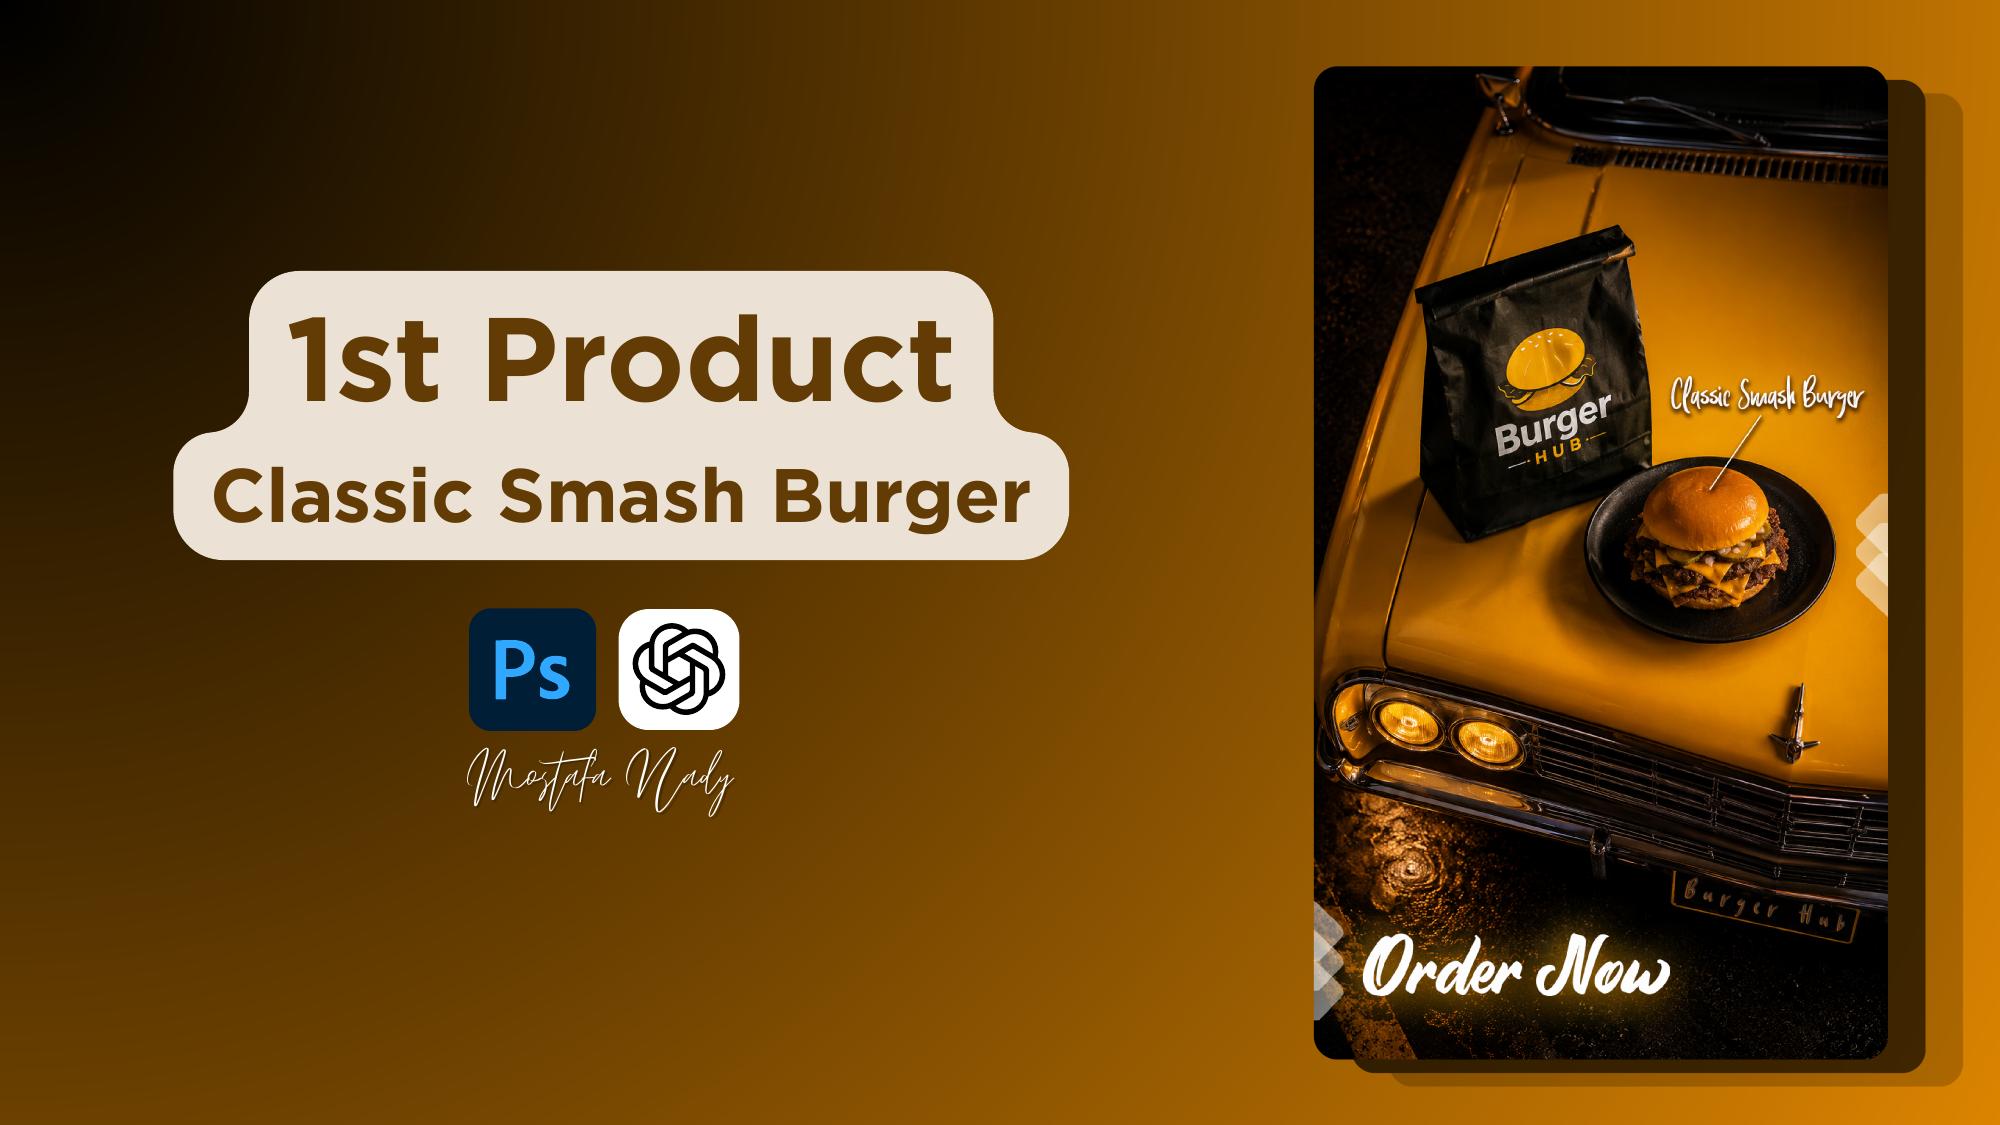 1st Product
Classic Smash Burger
Ps
Mostafa Nady
Burger
HUB
Classic Smash Burger
Burger Hub
Order Now